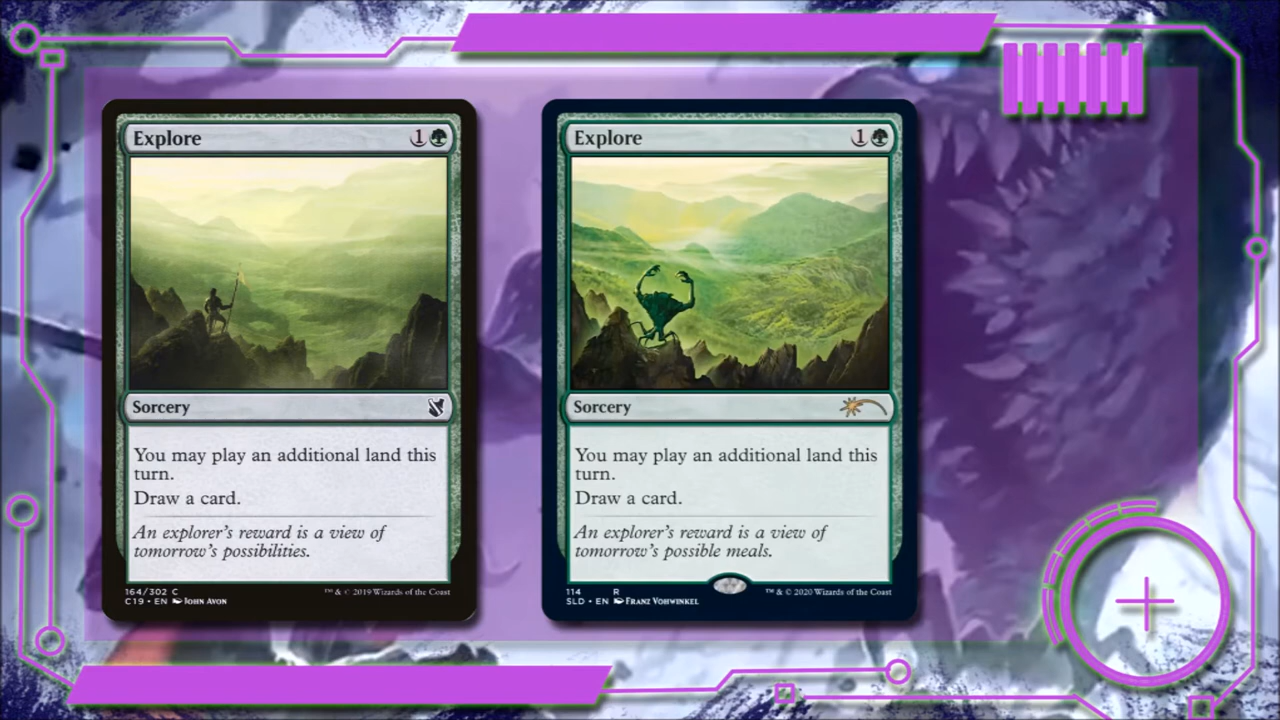 Explore 1
Sorcery
You may play an additional land this
turn.
Draw a card.
An explorer's reward is a view of
tomorrow's possibilities.
164/302 C
C19 • EN John Avon
™ & © 2019 Wizards of the Coast
Explore 1
Sorcery
You may play an additional land this
turn.
Draw a card.
An explorer's reward is a view of
tomorrow's possible meals.
114 R
SLD • EN Franz Vohwinkel
™ & © 2020 Wizards of the Coast